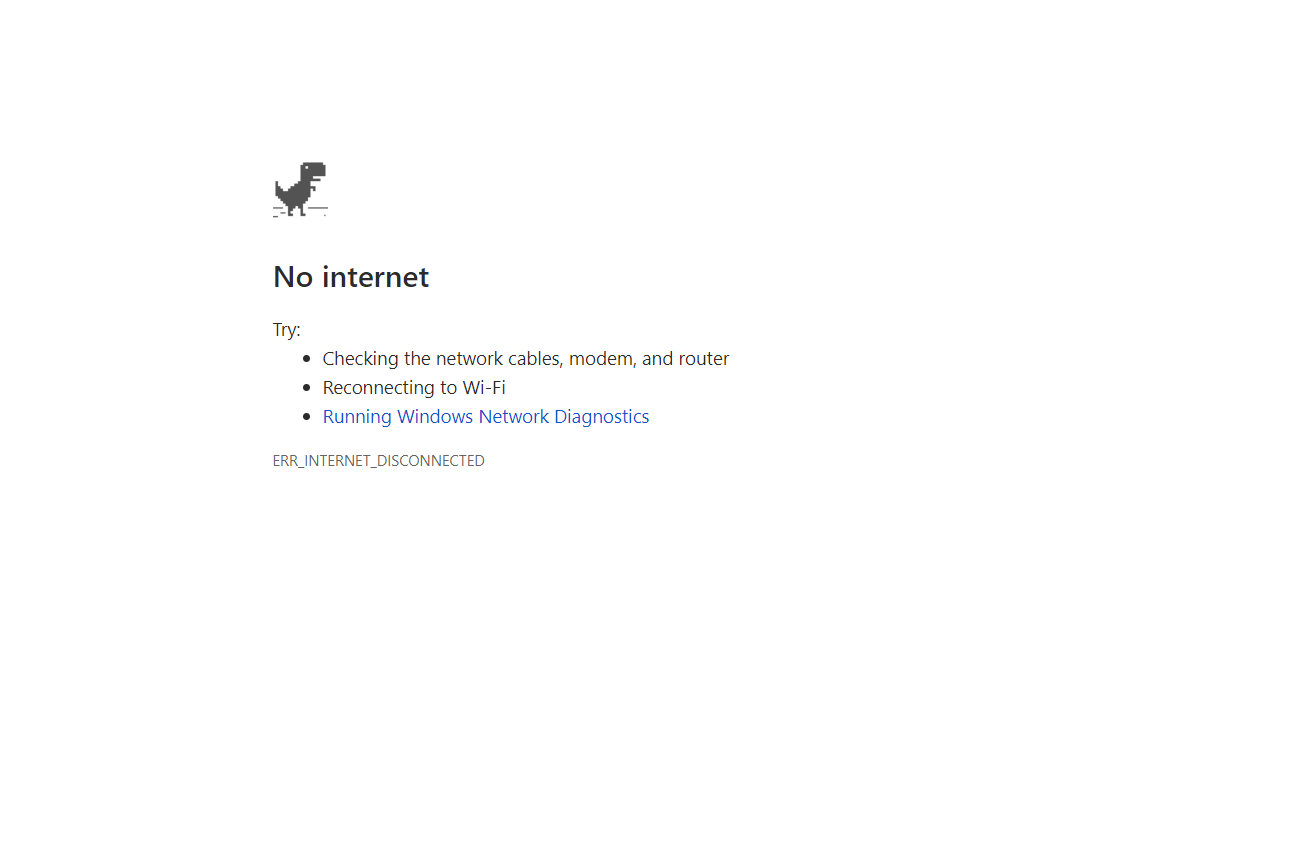 No internet
Try:
Checking the network cables, modem, and router
Reconnecting to Wi-Fi
Running Windows Network Diagnostics
ERR_INTERNET_DISCONNECTED